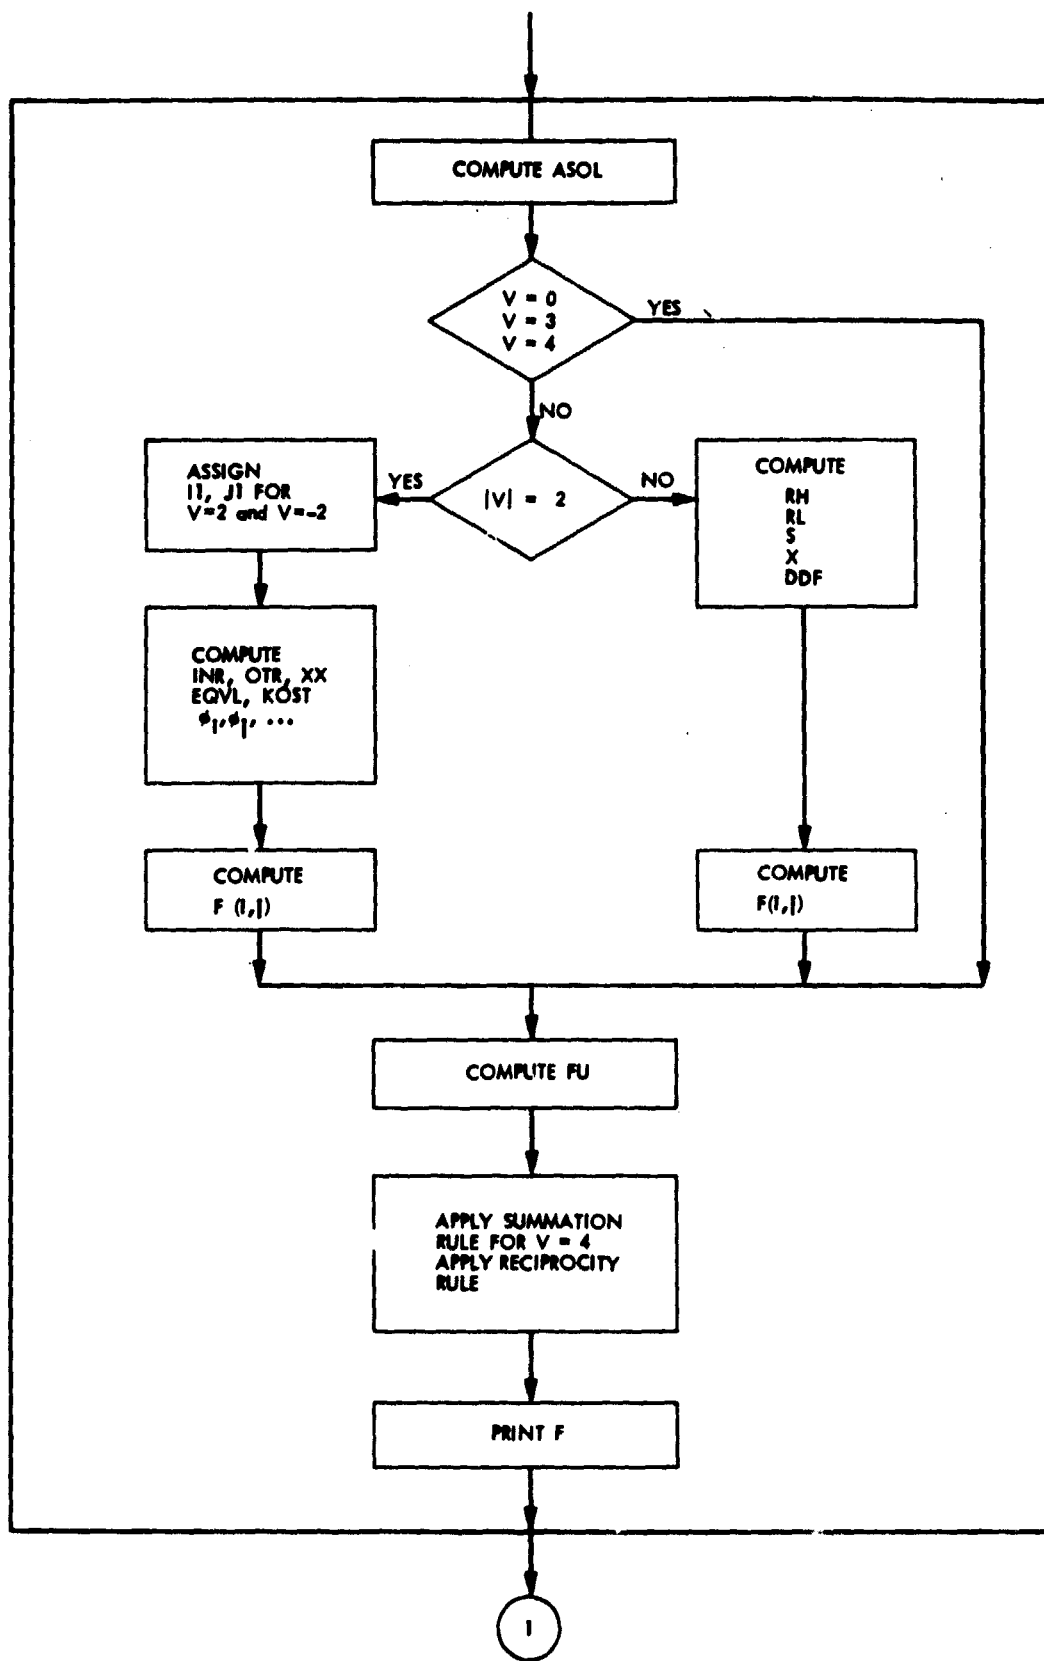 COMPUTE ASOL
V = 0
V = 3
V = 4
YES
NO
ASSIGN
I1, J1 FOR
V=2 and V=-2
YES
|V| = 2
NO
COMPUTE
RH
RL
S
X
DDF
COMPUTE
INR, OTR, XX
EQVL, KOST
ø₁,øⱼ, ...
COMPUTE
F (i,j)
COMPUTE
F(i,j)
COMPUTE FU
APPLY SUMMATION
RULE FOR V = 4
APPLY RECIPROCITY
RULE
PRINT F
1